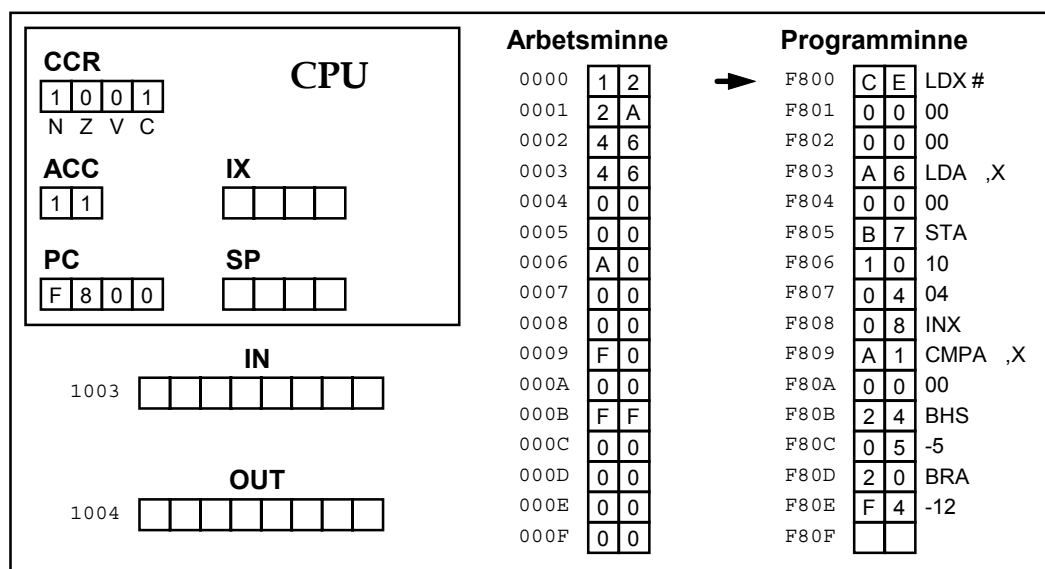 CPU
CCR
1 0 0 1
N Z V C
ACC
1 1
IX
PC
F 8 0 0
SP
IN
1003
OUT
1004
Arbetsminne
0000 1 2
0001 2 A
0002 4 6
0003 4 6
0004 0 0
0005 0 0
0006 A 0
0007 0 0
0008 0 0
0009 F 0
000A 0 0
000B F F
000C 0 0
000D 0 0
000E 0 0
000F 0 0
Programminne
F800 C E LDX #
F801 0 0 00
F802 0 0 00
F803 A 6 LDA ,X
F804 0 0 00
F805 B 7 STA
F806 1 0 10
F807 0 4 04
F808 0 8 INX
F809 A 1 CMPA ,X
F80A 0 0 00
F80B 2 4 BHS
F80C 0 5 -5
F80D 2 0 BRA
F80E F 4 -12
F80F